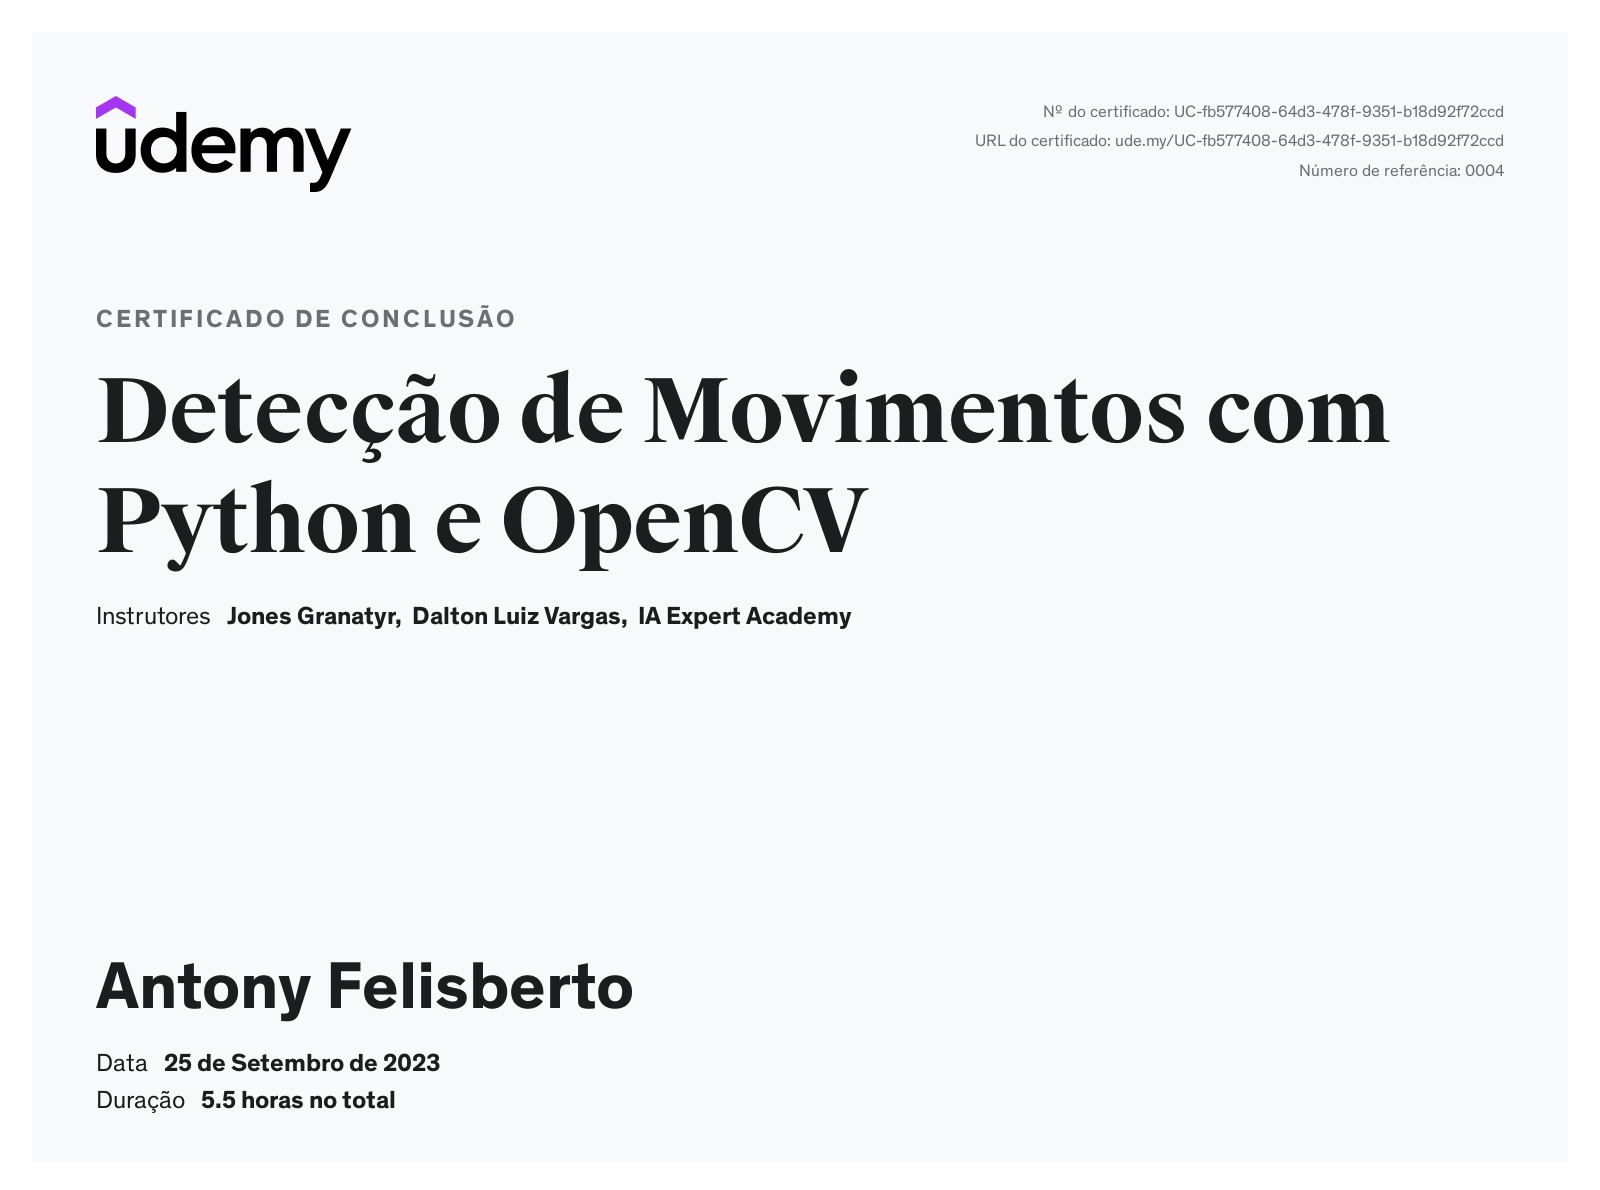 udemy
Nº do certificado: UC-fb577408-64d3-478f-9351-b18d92f72ccd
URL do certificado: ude.my/UC-fb577408-64d3-478f-9351-b18d92f72ccd
Número de referência: 0004
CERTIFICADO DE CONCLUSÃO
Detecção de Movimentos com
Python e OpenCV
Instrutores Jones Granatyr, Dalton Luiz Vargas, IA Expert Academy
Antony Felisberto
Data 25 de Setembro de 2023
Duração 5.5 horas no total